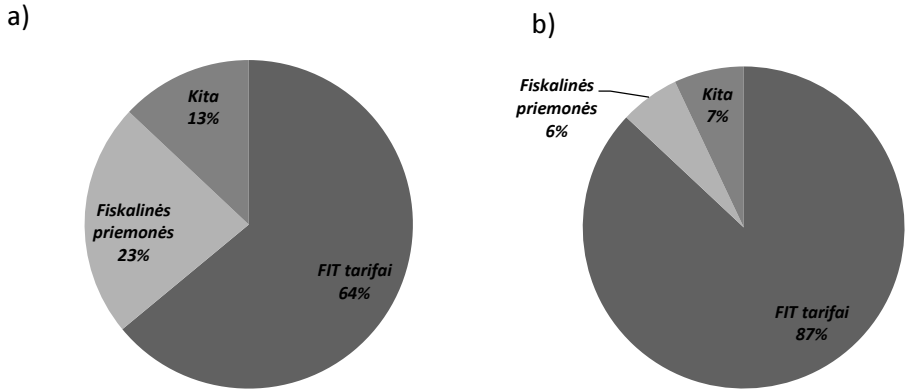 a)
Kita
13%
Fiskalinės
priemonės
23%
FIT tarifai
64%
b)
Fiskalinės
priemonės
6%
Kita
7%
FIT tarifai
87%